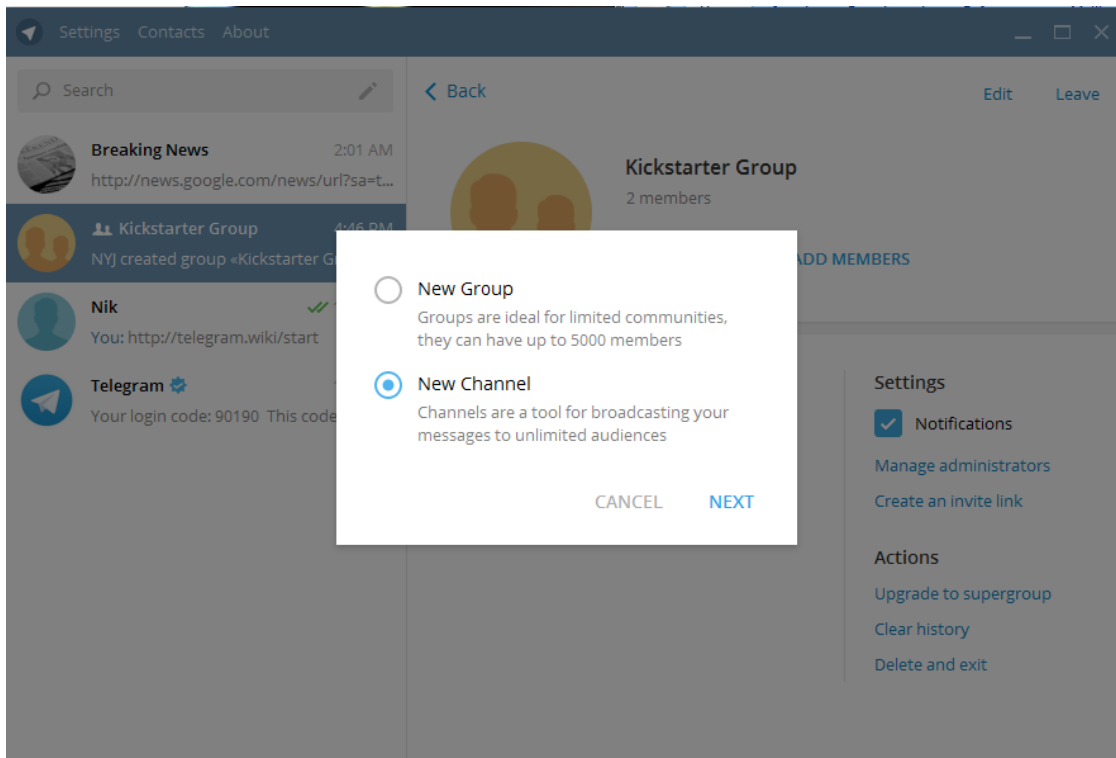 Settings Contacts About
Search
Back
Edit Leave
Breaking News 2:01 AM
http://news.google.com/news/url?sa=t...
Kickstarter Group 4:46 PM
NYJ created group «Kickstarter G
Nik
You: http://telegram.wiki/start
Telegram
Your login code: 90190 This code
Kickstarter Group
2 members
ADD MEMBERS
New Group
Groups are ideal for limited communities,
they can have up to 5000 members
New Channel
Channels are a tool for broadcasting your
messages to unlimited audiences
CANCEL NEXT
Settings
Notifications
Manage administrators
Create an invite link
Actions
Upgrade to supergroup
Clear history
Delete and exit